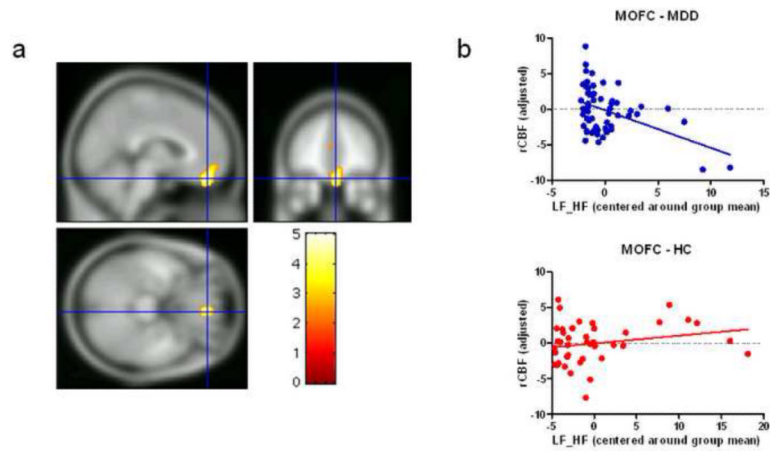 a
5
4
3
2
1
0
b
MOFC - MDD
rCBF (adjusted)
10
5
0
-5
-10
-5 0 5 10 15
LF_HF (centered around group mean)
MOFC - HC
rCBF (adjusted)
10
5
0
-5
-10
-5 0 5 10 15 20
LF_HF (centered around group mean)